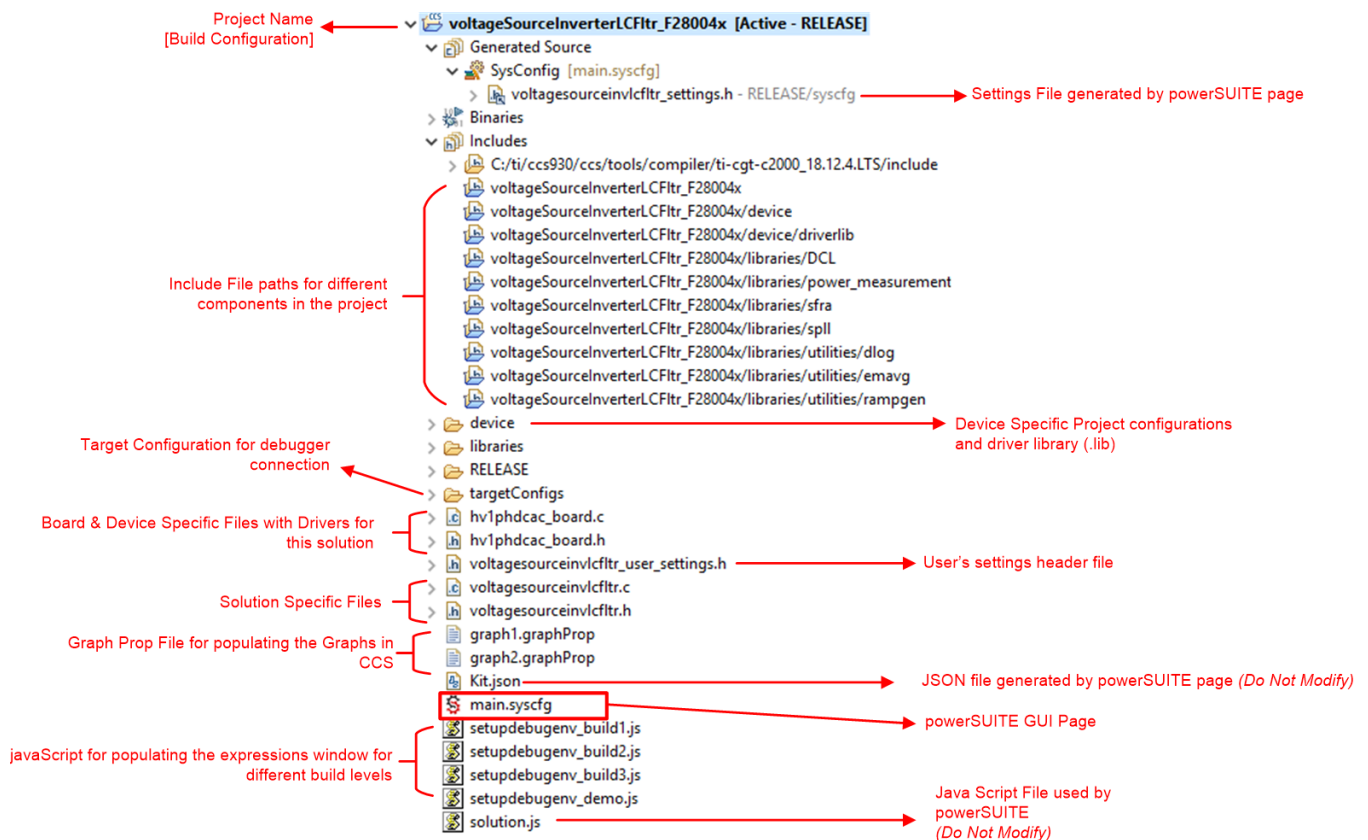 Project Name
[Build Configuration]
voltageSourceInverterLCFltr_F28004x [Active - RELEASE]
Generated Source
SysConfig [main.syscfg]
voltagesourceinvlcfltr_settings.h - RELEASE/syscfg
Settings File generated by powerSUITE page
Binaries
Includes
C:/ti/ccs930/ccs/tools/compiler/ti-cgt-c2000_18.12.4.LTS/include
voltageSourceInverterLCFltr_F28004x
voltageSourceInverterLCFltr_F28004x/device
voltageSourceInverterLCFltr_F28004x/device/driverlib
voltageSourceInverterLCFltr_F28004x/libraries/DCL
voltageSourceInverterLCFltr_F28004x/libraries/power_measurement
voltageSourceInverterLCFltr_F28004x/libraries/sfra
voltageSourceInverterLCFltr_F28004x/libraries/spll
voltageSourceInverterLCFltr_F28004x/libraries/utilities/dlog
voltageSourceInverterLCFltr_F28004x/libraries/utilities/emavg
voltageSourceInverterLCFltr_F28004x/libraries/utilities/rampgen
Include File paths for different
components in the project
device
Device Specific Project configurations
and driver library (.lib)
libraries
RELEASE
targetConfigs
Target Configuration for debugger
connection
hv1phdcac_board.c
hv1phdcac_board.h
Board & Device Specific Files with Drivers for
this solution
voltagesourceinvlcfltr_user_settings.h
User's settings header file
voltagesourceinvlcfltr.c
voltagesourceinvlcfltr.h
Solution Specific Files
graph1.graphProp
graph2.graphProp
Graph Prop File for populating the Graphs in
CCS
Kit.json
JSON file generated by powerSUITE page (Do Not Modify)
main.syscfg
powerSUITE GUI Page
setupdebugenv_build1.js
setupdebugenv_build2.js
setupdebugenv_build3.js
setupdebugenv_demo.js
javaScript for populating the expressions window for
different build levels
solution.js
Java Script File used by
powerSUITE
(Do Not Modify)